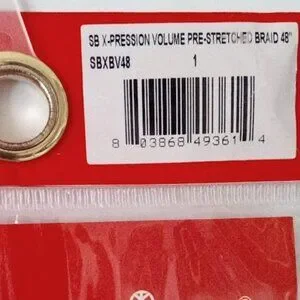 SB X-PRESSION VOLUME PRE-STRETCHED BRAID 48"
SBXBV48 1
8 03868 49361 4